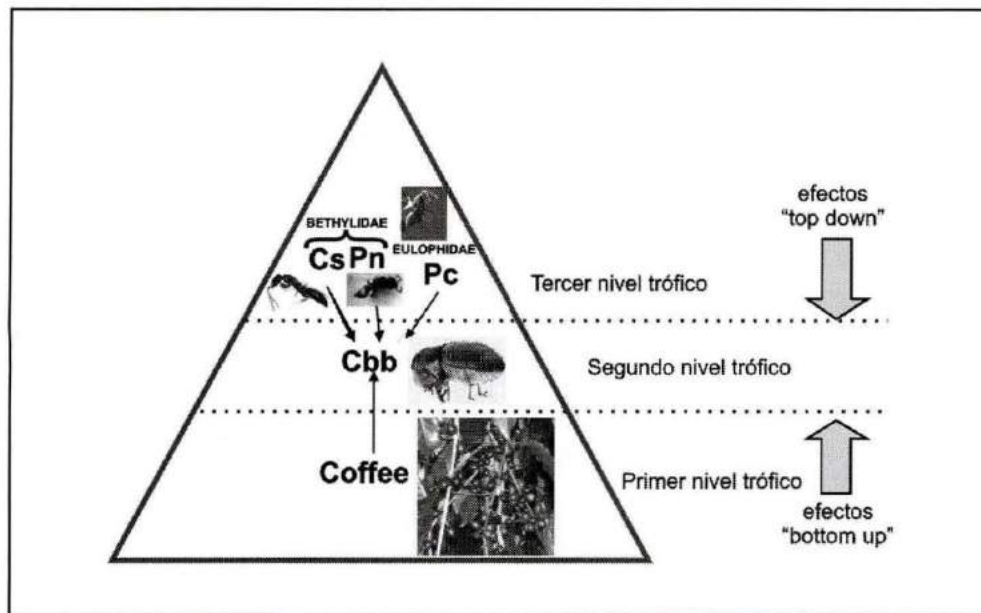 BETHYLIDAE
Cs Pn
EULOPHIDAE
Pc
Cbb
Coffee
Tercer nivel trófico
Segundo nivel trófico
Primer nivel trófico
efectos
"top down"
efectos
"bottom up"